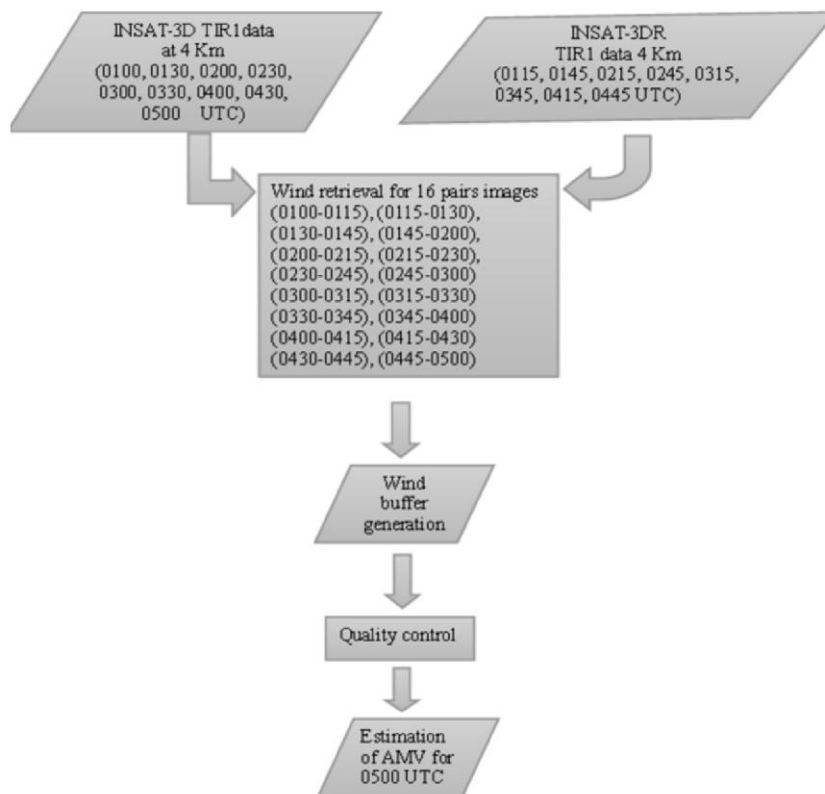 INSAT-3D TIR1data
at 4 Km
(0100, 0130, 0200, 0230,
0300, 0330, 0400, 0430,
0500 UTC)
INSAT-3DR
TIR1 data 4 Km
(0115, 0145, 0215, 0245, 0315,
0345, 0415, 0445 UTC)
Wind retrieval for 16 pairs images
(0100-0115), (0115-0130),
(0130-0145), (0145-0200),
(0200-0215), (0215-0230),
(0230-0245), (0245-0300)
(0300-0315), (0315-0330)
(0330-0345), (0345-0400)
(0400-0415), (0415-0430)
(0430-0445), (0445-0500)
Wind
buffer
generation
Quality control
Estimation
of AMV for
0500 UTC